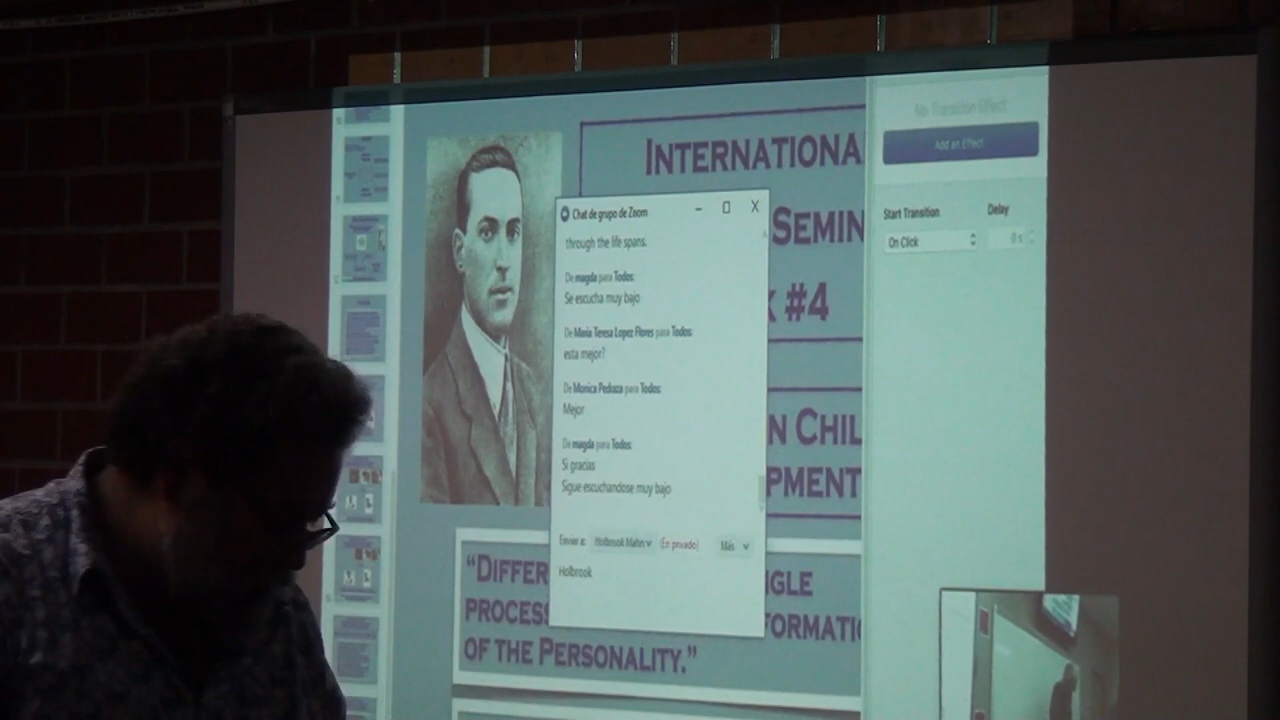 INTERNATIONA
SEMIN
#4
N CHIL
PMENT
"DIFFER
GLE
PROCES
FORMATI
OF THE PERSONALITY."
Chat de grupo de Zoom
through the life spans.
De magda para Todos:
Se escucha muy bajo
De Maria Teresa Lopez Flores para Todos:
esta mejor?
De Monica Pedraza para Todos:
Mejor
De magda para Todos:
Si gracias
Sigue escuchandose muy bajo
Enviar a: Holbrook Mahn (En privado) Más
Holbrook
No Transition Effect
Add an Effect
Start Transition Delay
On Click 0 s